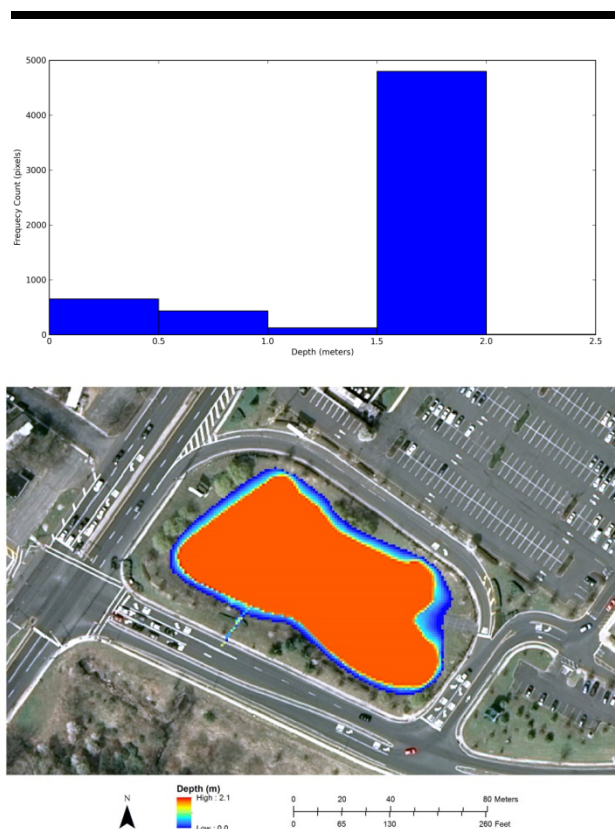 5000
4000
3000
2000
1000
0
Frequecy Count (pixels)
0 0.5 1.0 1.5 2.0 2.5
Depth (meters)
N
Depth (m)
High : 2.1
Low : 0.0
0 20 40 80 Meters
0 65 130 260 Feet